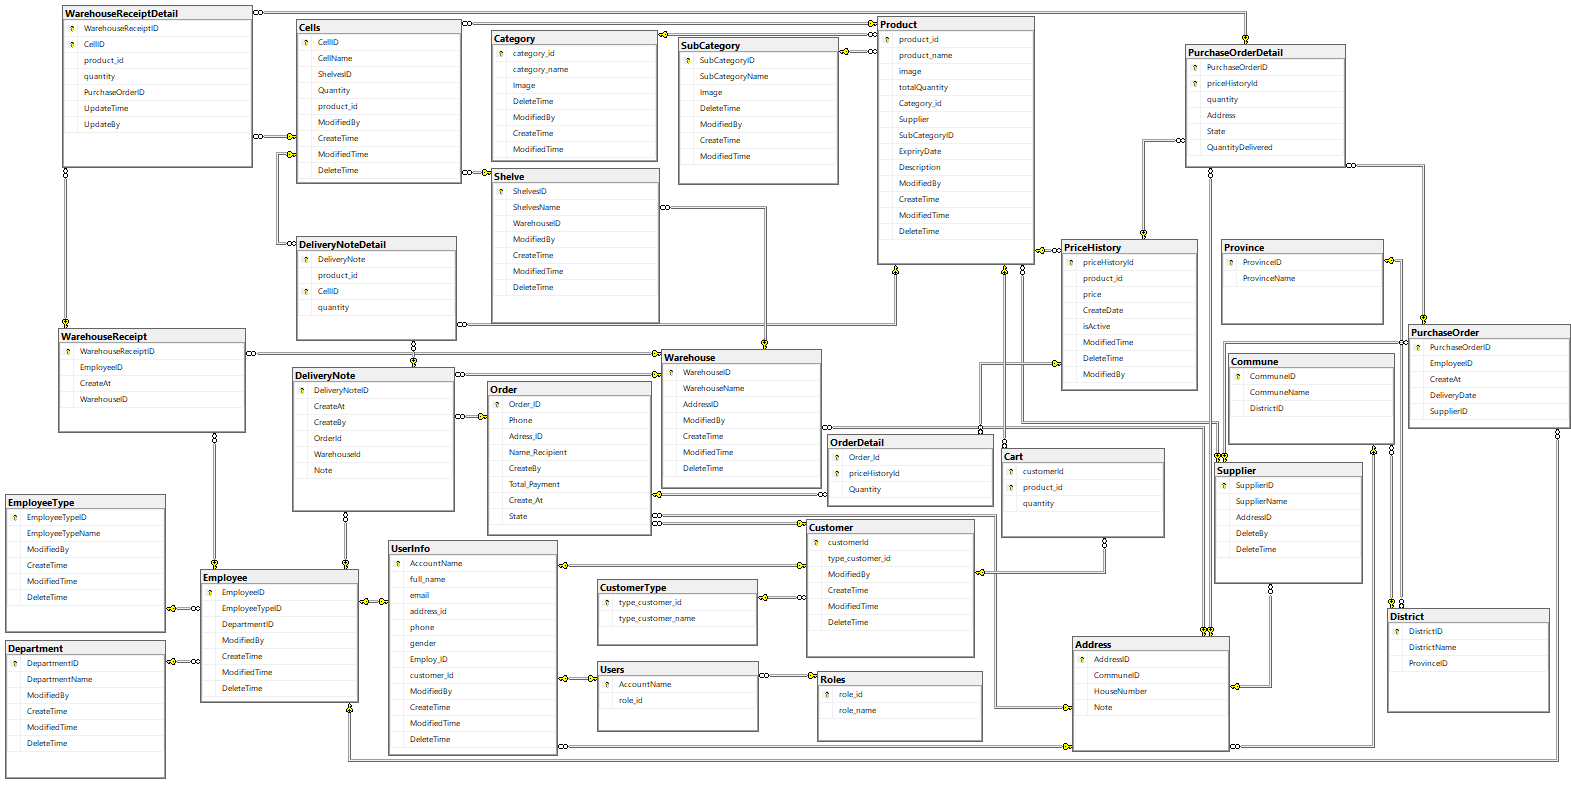 WarehouseReceiptDetail
WarehouseReceiptID
CellID
product_id
quantity
PurchaseOrderID
UpdateTime
UpdateBy
Cells
CellID
CellName
ShelvesID
Quantity
product_id
ModifiedBy
CreateTime
ModifiedTime
DeleteTime
Category
category_id
category_name
Image
DeleteTime
ModifiedBy
CreateTime
ModifiedTime
SubCategory
SubCategoryID
SubCategoryName
Image
DeleteTime
ModifiedBy
CreateTime
ModifiedTime
Product
product_id
product_name
image
totalQuantity
Category_id
Supplier
SubCategoryID
ExpriryDate
Description
ModifiedBy
CreateTime
ModifiedTime
DeleteTime
PurchaseOrderDetail
PurchaseOrderID
priceHistoryId
quantity
Address
State
QuantityDelivered
Shelve
ShelvesID
ShelvesName
WarehouseID
ModifiedBy
CreateTime
ModifiedTime
DeleteTime
DeliveryNoteDetail
DeliveryNote
product_id
CellID
quantity
PriceHistory
priceHistoryId
product_id
price
CreateDate
isActive
ModifiedTime
DeleteTime
ModifiedBy
Province
ProvinceID
ProvinceName
WarehouseReceipt
WarehouseReceiptID
EmployeeID
CreateAt
WarehouseID
PurchaseOrder
PurchaseOrderID
EmployeeID
CreateAt
DeliveryDate
SupplierID
Commune
CommuneID
CommuneName
DistrictID
DeliveryNote
DeliveryNoteID
CreateAt
CreateBy
OrderId
WarehouseId
Note
Order
Order_ID
Phone
Adress_ID
Name_Recipient
CreateBy
Total_Payment
Create_At
State
Warehouse
WarehouseID
WarehouseName
AddressID
ModifiedBy
CreateTime
ModifiedTime
DeleteTime
OrderDetail
Order_Id
priceHistoryId
Quantity
Cart
customerId
product_id
quantity
Supplier
SupplierID
SupplierName
AddressID
DeleteBy
DeleteTime
EmployeeType
EmployeeTypeID
EmployeeTypeName
ModifiedBy
CreateTime
ModifiedTime
DeleteTime
Employee
EmployeeID
EmployeeTypeID
DepartmentID
ModifiedBy
CreateTime
ModifiedTime
DeleteTime
UserInfo
AccountName
full_name
email
address_id
phone
gender
Employ_ID
customer_Id
ModifiedBy
CreateTime
ModifiedTime
DeleteTime
Customer
customerId
type_customer_id
ModifiedBy
CreateTime
ModifiedTime
DeleteTime
CustomerType
type_customer_id
type_customer_name
District
DistrictID
DistrictName
ProvinceID
Department
DepartmentID
DepartmentName
ModifiedBy
CreateTime
ModifiedTime
DeleteTime
Users
AccountName
role_id
Roles
role_id
role_name
Address
AddressID
CommuneID
HouseNumber
Note